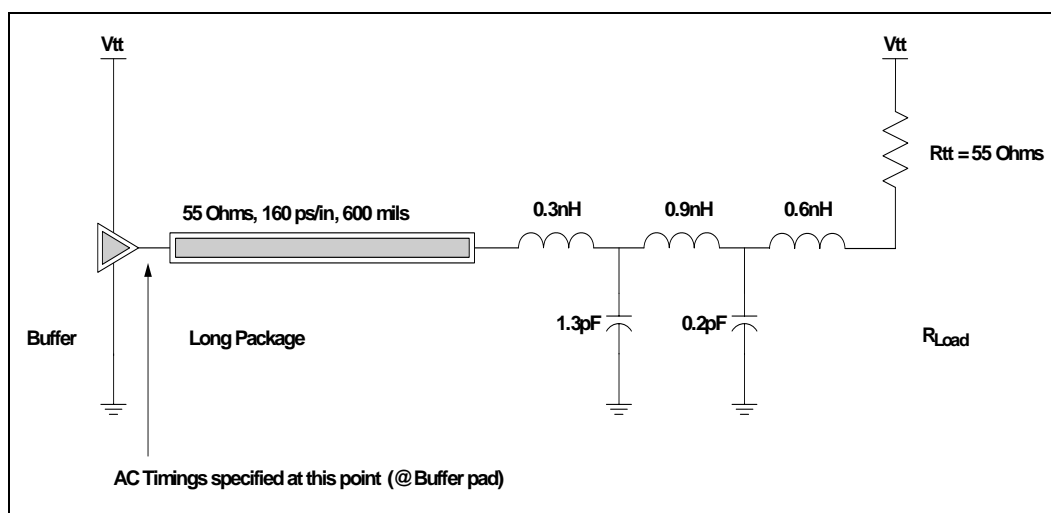 Vtt
Vtt
Rtt = 55 Ohms
55 Ohms, 160 ps/in, 600 mils
0.3nH
0.9nH
0.6nH
1.3pF
0.2pF
Buffer
Long Package
RLoad
AC Timings specified at this point (@ Buffer pad)